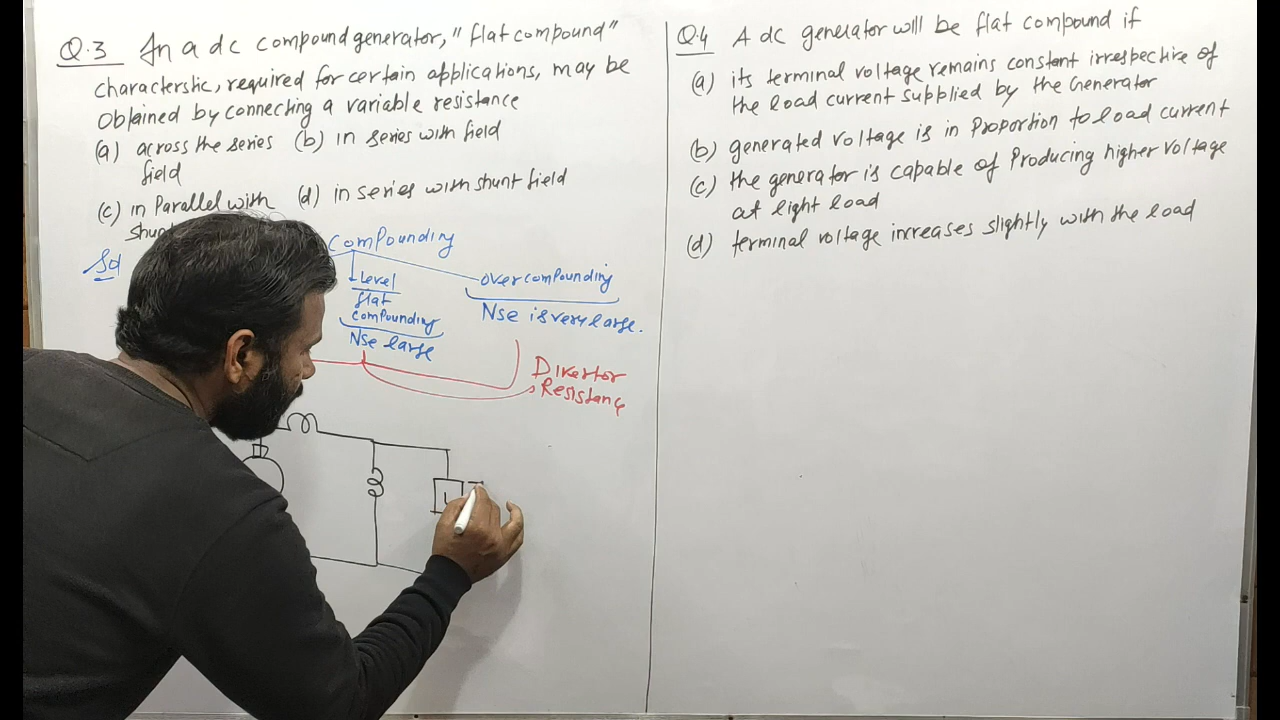 Q.3 In a dc compound generator, "flat compound"
characterstic, required for certain applications, may be
obtained by connecting a variable resistance
(a) across the series field (b) in series with field
(c) in Parallel with shunt (d) in series with shunt field
Sol
Compounding
Level
flat
compounding
Nse large
overcompounding
Nse is very large.
Divertor
Resistance
L
Q.4 A dc generator will be flat compound if
(a) its terminal voltage remains constant irrespective of
the load current supplied by the Generator
(b) generated voltage is in Proportion to load current
(c) the generator is capable of Producing higher voltage
at light load
(d) terminal voltage increases slightly with the load